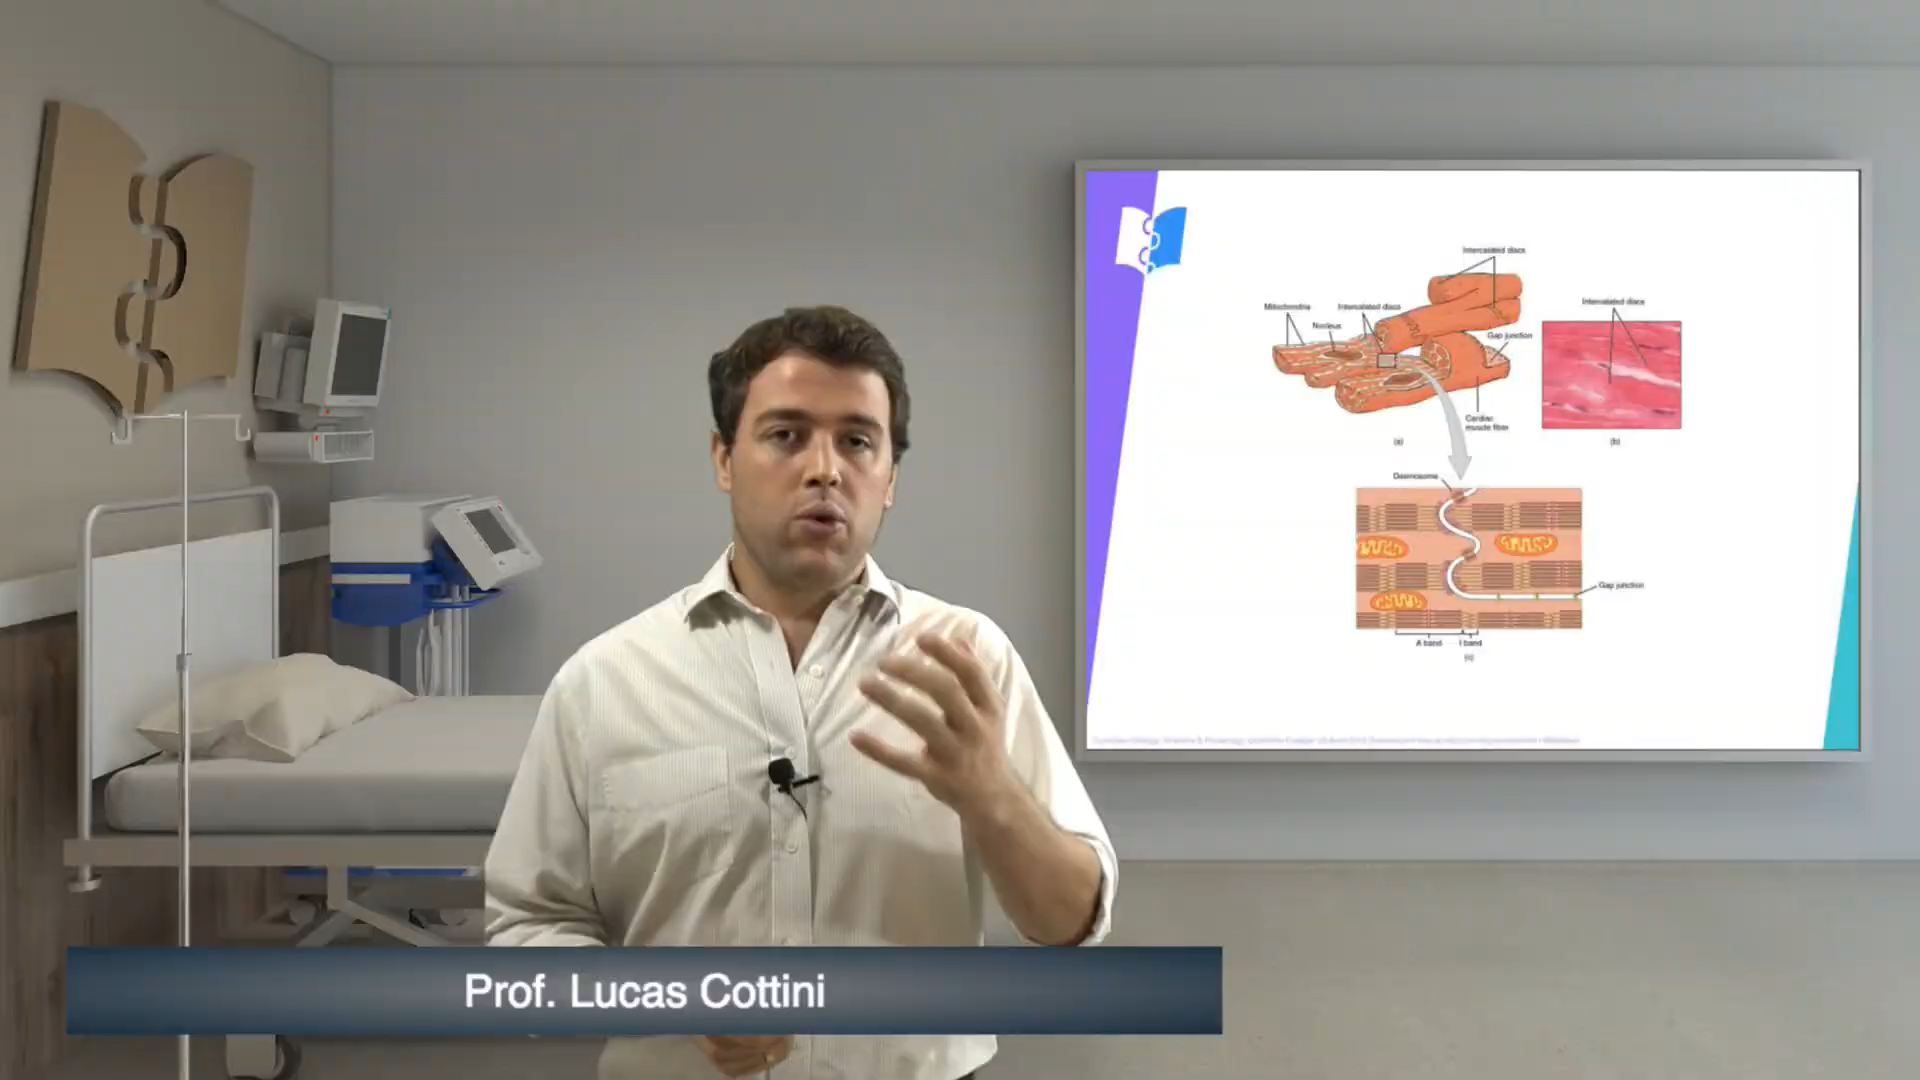 Intercalated discs
Mitochondria
Intercalated discs
Nucleus
Gap junction
Cardiac
muscle fiber
(a)
Intercalated discs
(b)
Desmosome
Gap junction
A band
I band
(c)
Prof. Lucas Cottini